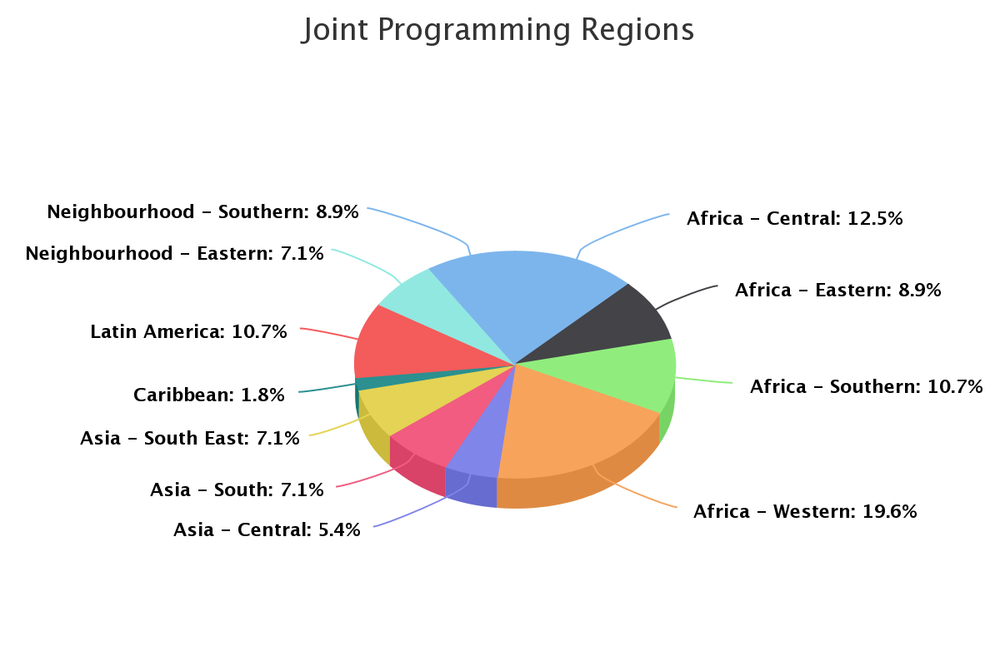 Joint Programming Regions
Neighbourhood – Southern: 8.9%
Africa – Central: 12.5%
Neighbourhood – Eastern: 7.1%
Africa – Eastern: 8.9%
Latin America: 10.7%
Africa – Southern: 10.7%
Caribbean: 1.8%
Asia – South East: 7.1%
Asia – South: 7.1%
Africa – Western: 19.6%
Asia – Central: 5.4%